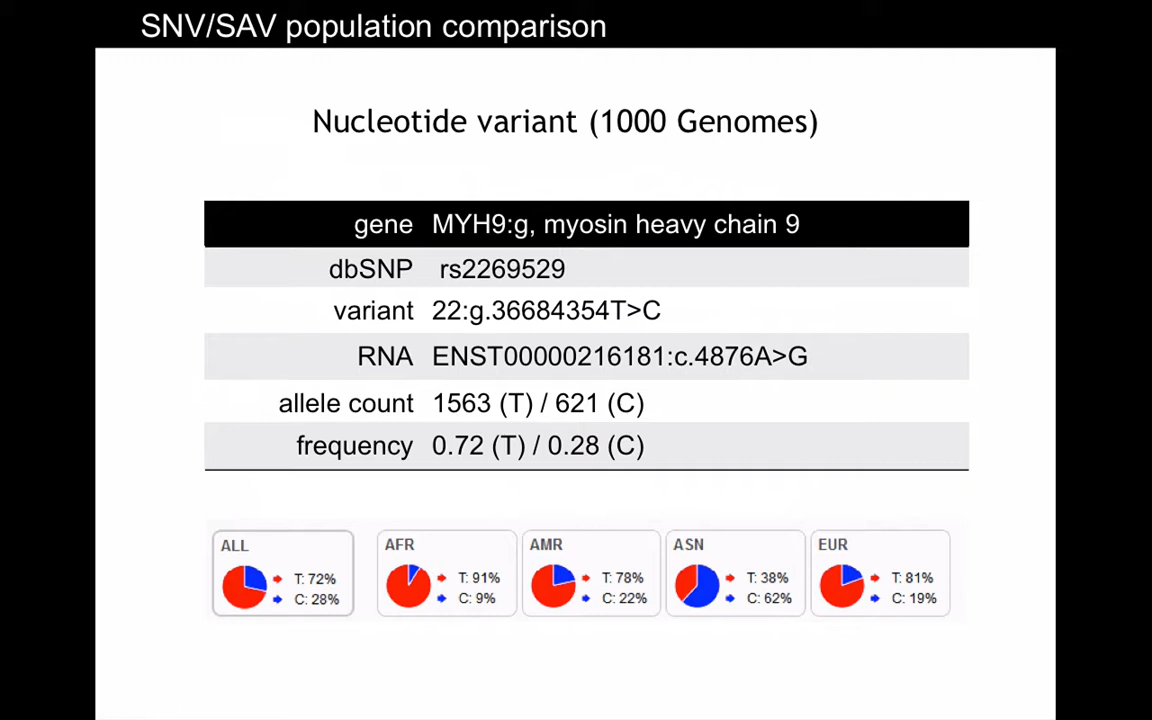 SNV/SAV population comparison
Nucleotide variant (1000 Genomes)
gene MYH9:g, myosin heavy chain 9
dbSNP rs2269529
variant 22:g.36684354T>C
RNA ENST00000216181:c.4876A>G
allele count 1563 (T) / 621 (C)
frequency 0.72 (T) / 0.28 (C)
ALL AFR AMR ASN EUR
T: 72% T: 91% T: 78% T: 38% T: 81%
C: 28% C: 9% C: 22% C: 62% C: 19%